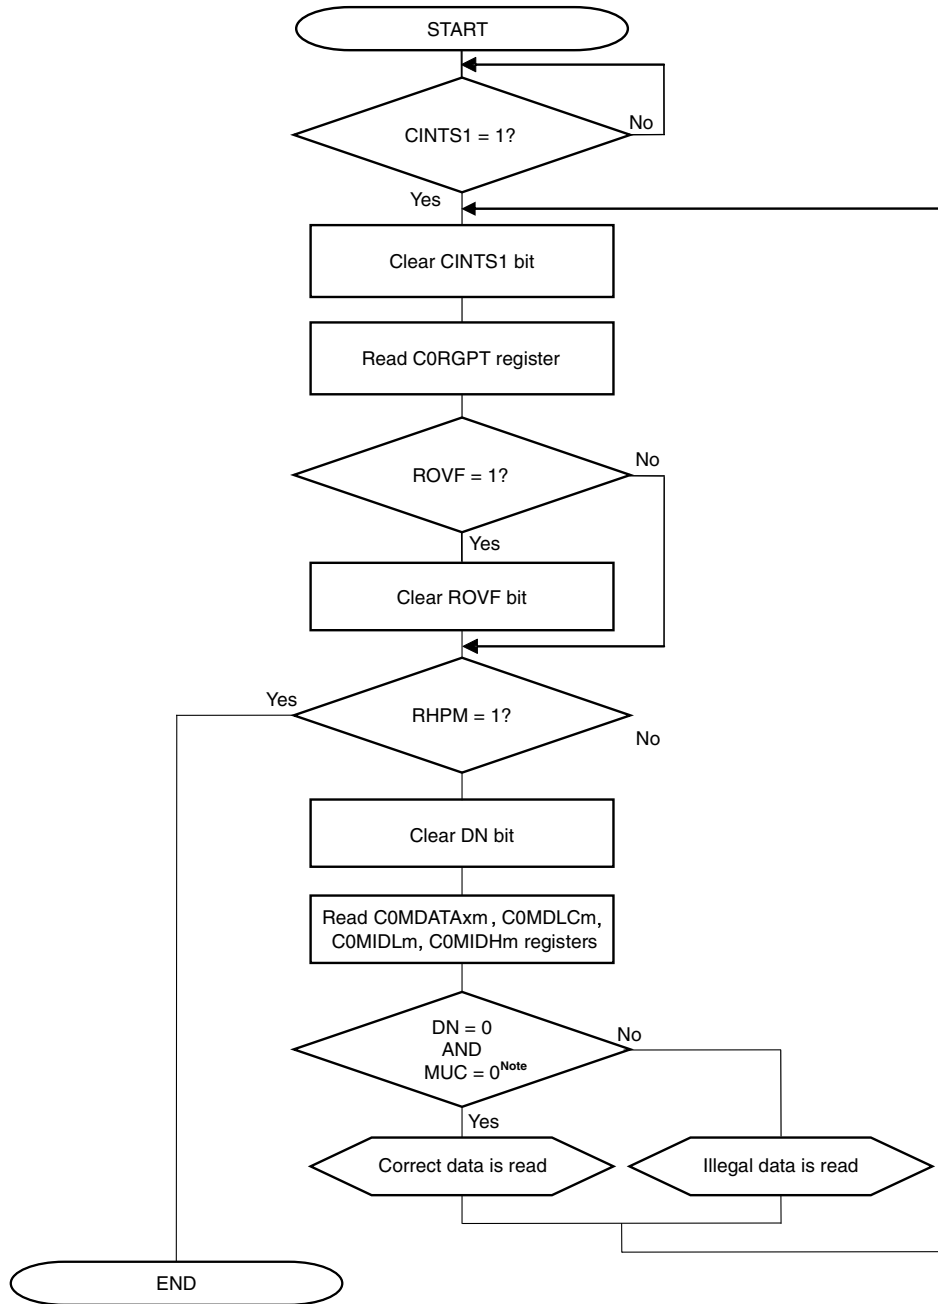 START
CINTS1 = 1?
No
Yes
Clear CINTS1 bit
Read C0RGPT register
ROVF = 1?
No
Yes
Clear ROVF bit
Yes
RHPM = 1?
No
Clear DN bit
Read C0MDATAxm , C0MDLCm,
C0MIDLm, C0MIDHm registers
DN = 0
AND
MUC = 0Note
No
Yes
Correct data is read
Illegal data is read
END